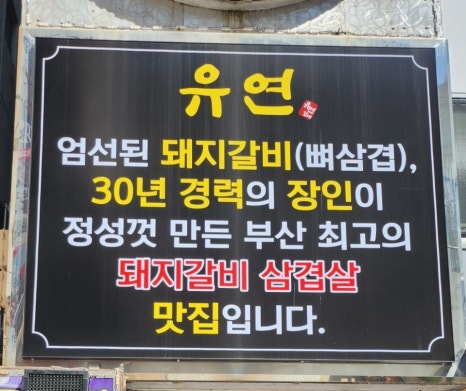 유연
엄선된 돼지갈비(뼈삼겹),
30년 경력의 장인이
정성껏 만든 부산 최고의
돼지갈비 삼겹살
맛집입니다.